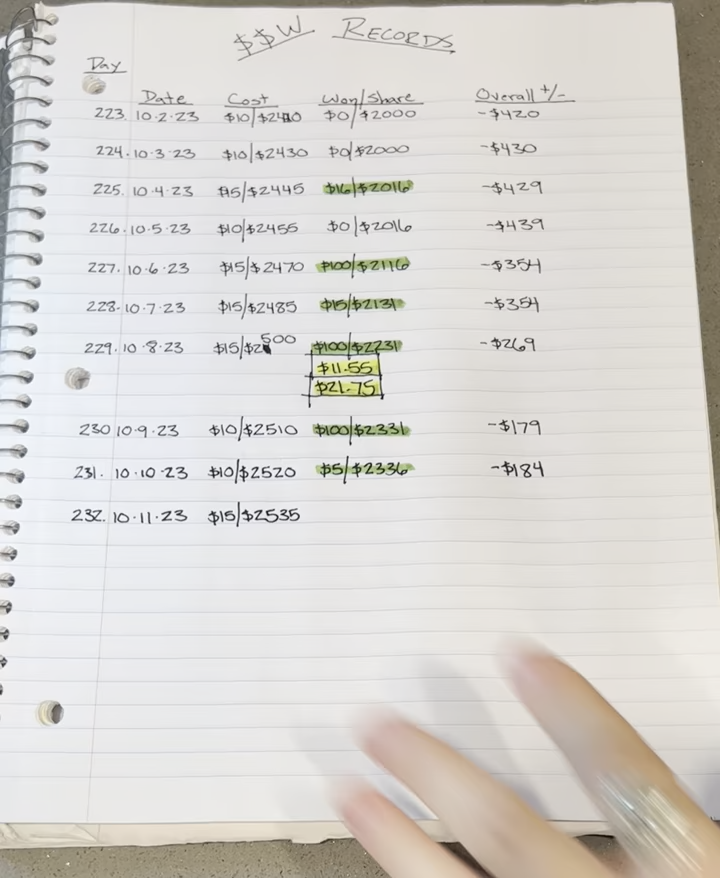 $$W RECORDS
Day
Date Cost Won/Share Overall +/-
223. 10.2.23 $10/$2420 $0/$2000 -$420
224. 10.3.23 $10/$2430 $0/$2000 -$430
225. 10.4.23 $15/$2445 $16/$2016 -$429
226. 10.5.23 $10/$2455 $0/$2016 -$439
227. 10.6.23 $15/$2470 $100/$2116 -$354
228. 10.7.23 $15/$2485 $15/$2131 -$354
229. 10.8.23 $15/$2500 $100/$2231 -$269
$11.55
$21.75
230 10.9.23 $10/$2510 $100/$2331 -$179
231. 10.10.23 $10/$2520 $5/$2336 -$184
232. 10.11.23 $15/$2535